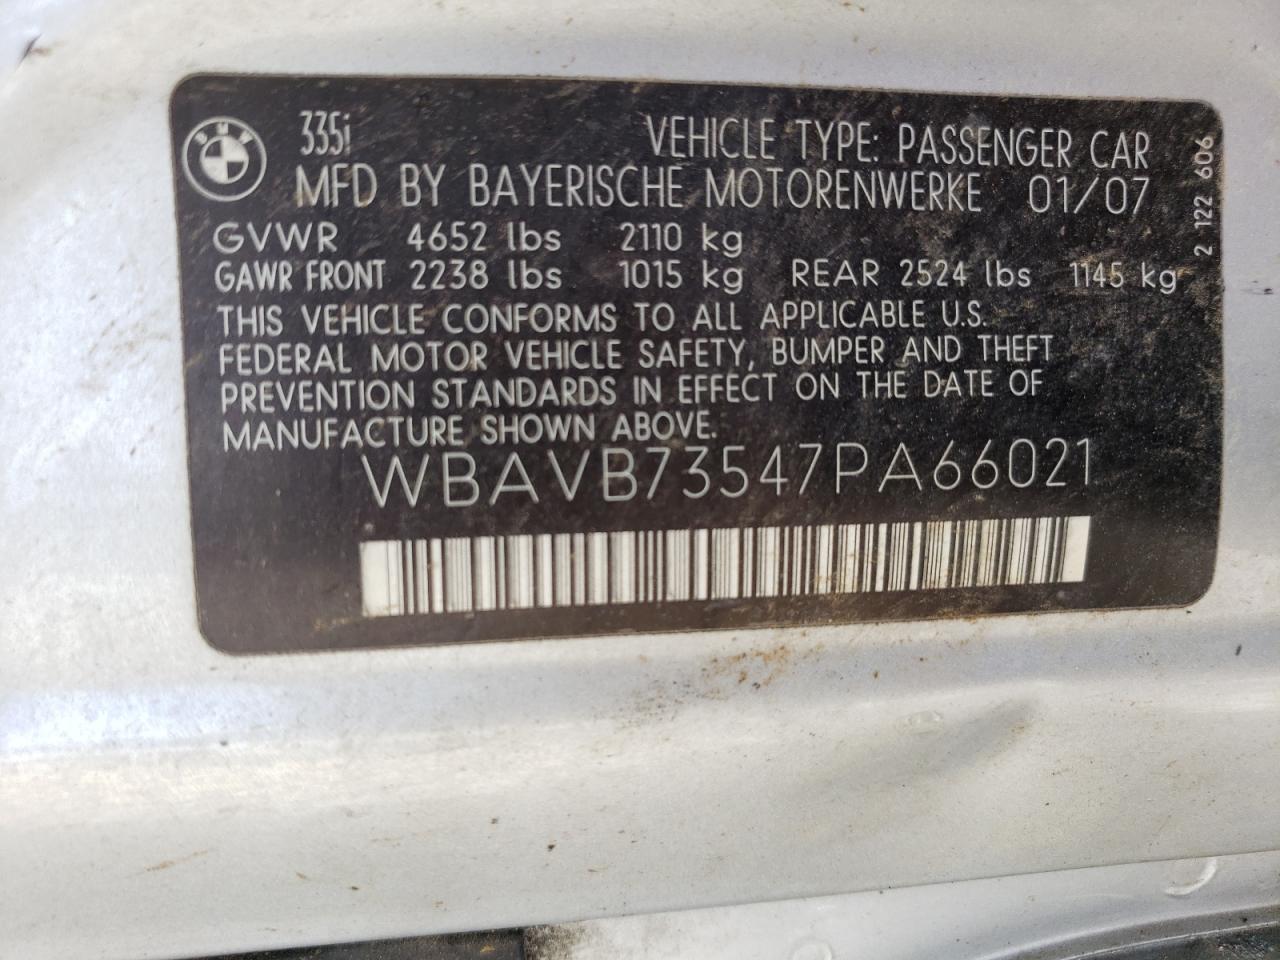 BMW
335i VEHICLE TYPE: PASSENGER CAR
MFD BY BAYERISCHE MOTORENWERKE 01/07
GVWR 4652 lbs 2110 kg
GAWR FRONT 2238 lbs 1015 kg REAR 2524 lbs 1145 kg
THIS VEHICLE CONFORMS TO ALL APPLICABLE U.S.
FEDERAL MOTOR VEHICLE SAFETY, BUMPER AND THEFT
PREVENTION STANDARDS IN EFFECT ON THE DATE OF
MANUFACTURE SHOWN ABOVE.
WBAVB73547PA66021
2 122 606